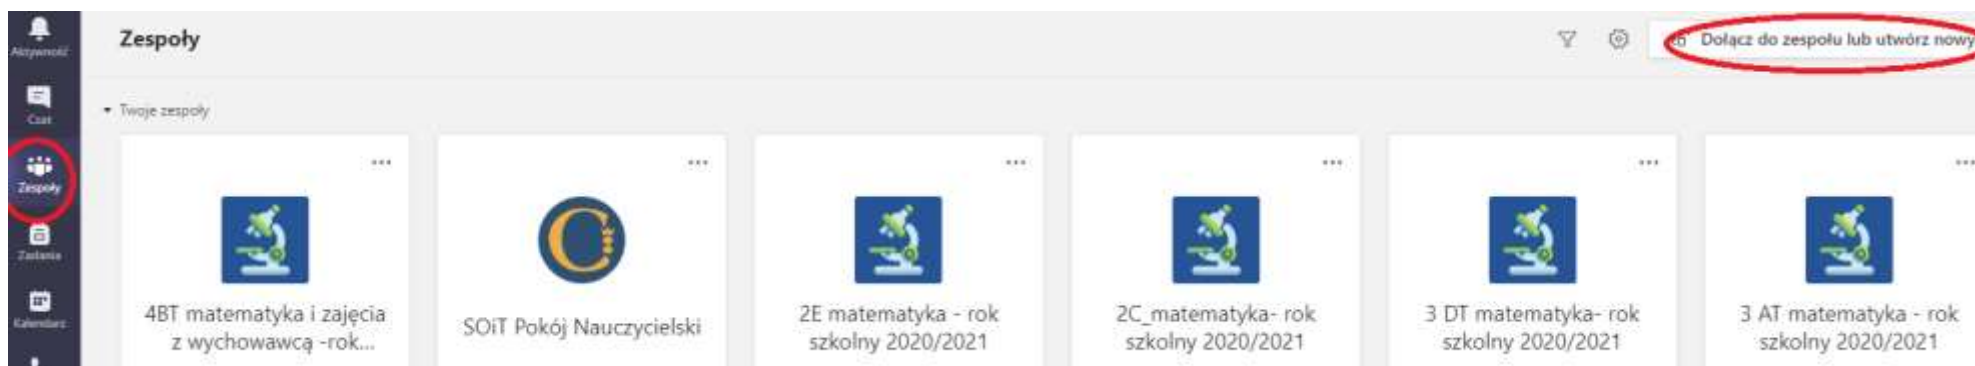 Aktywność
Zespoły
Dołącz do zespołu lub utwórz nowy
Czat
Twoje zespoły
Zespoły
Zadania
Kalendarz
4BT matematyka i zajęcia
z wychowawcą -rok...
SOiT Pokój Nauczycielski
2E matematyka - rok
szkolny 2020/2021
2C_matematyka- rok
szkolny 2020/2021
3 DT matematyka- rok
szkolny 2020/2021
3 AT matematyka - rok
szkolny 2020/2021